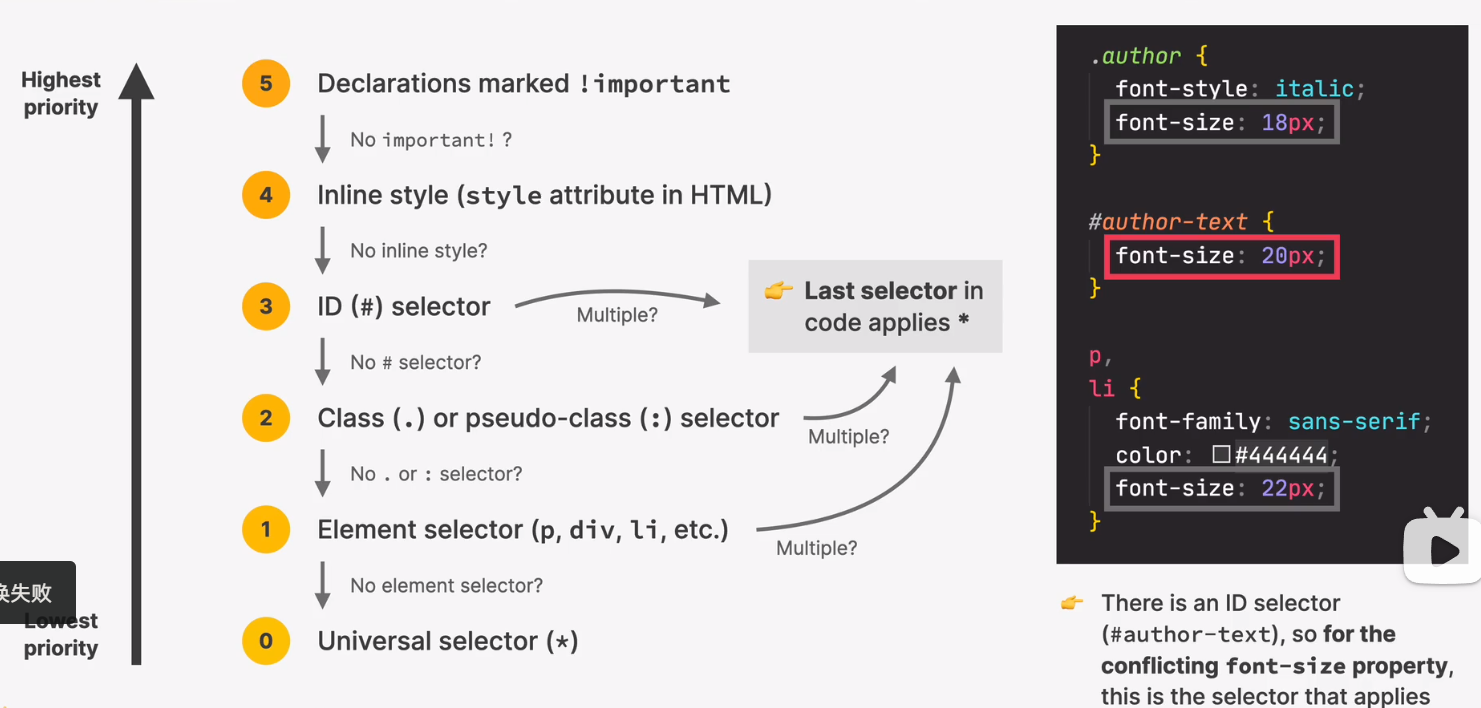 Highest
priority
5 Declarations marked !important
No important! ?
4 Inline style (style attribute in HTML)
No inline style?
3 ID (#) selector
Multiple?
👉 Last selector in
code applies *
No # selector?
2 Class (.) or pseudo-class (:) selector
Multiple?
No . or : selector?
1 Element selector (p, div, li, etc.)
Multiple?
No element selector?
0 Universal selector (*)
失败
Lowest
priority
.author {
font-style: italic;
font-size: 18px;
}
#author-text {
font-size: 20px;
}
p,
li {
font-family: sans-serif;
color: #444444;
font-size: 22px;
}
👉 There is an ID selector
(#author-text), so for the
conflicting font-size property,
this is the selector that applies